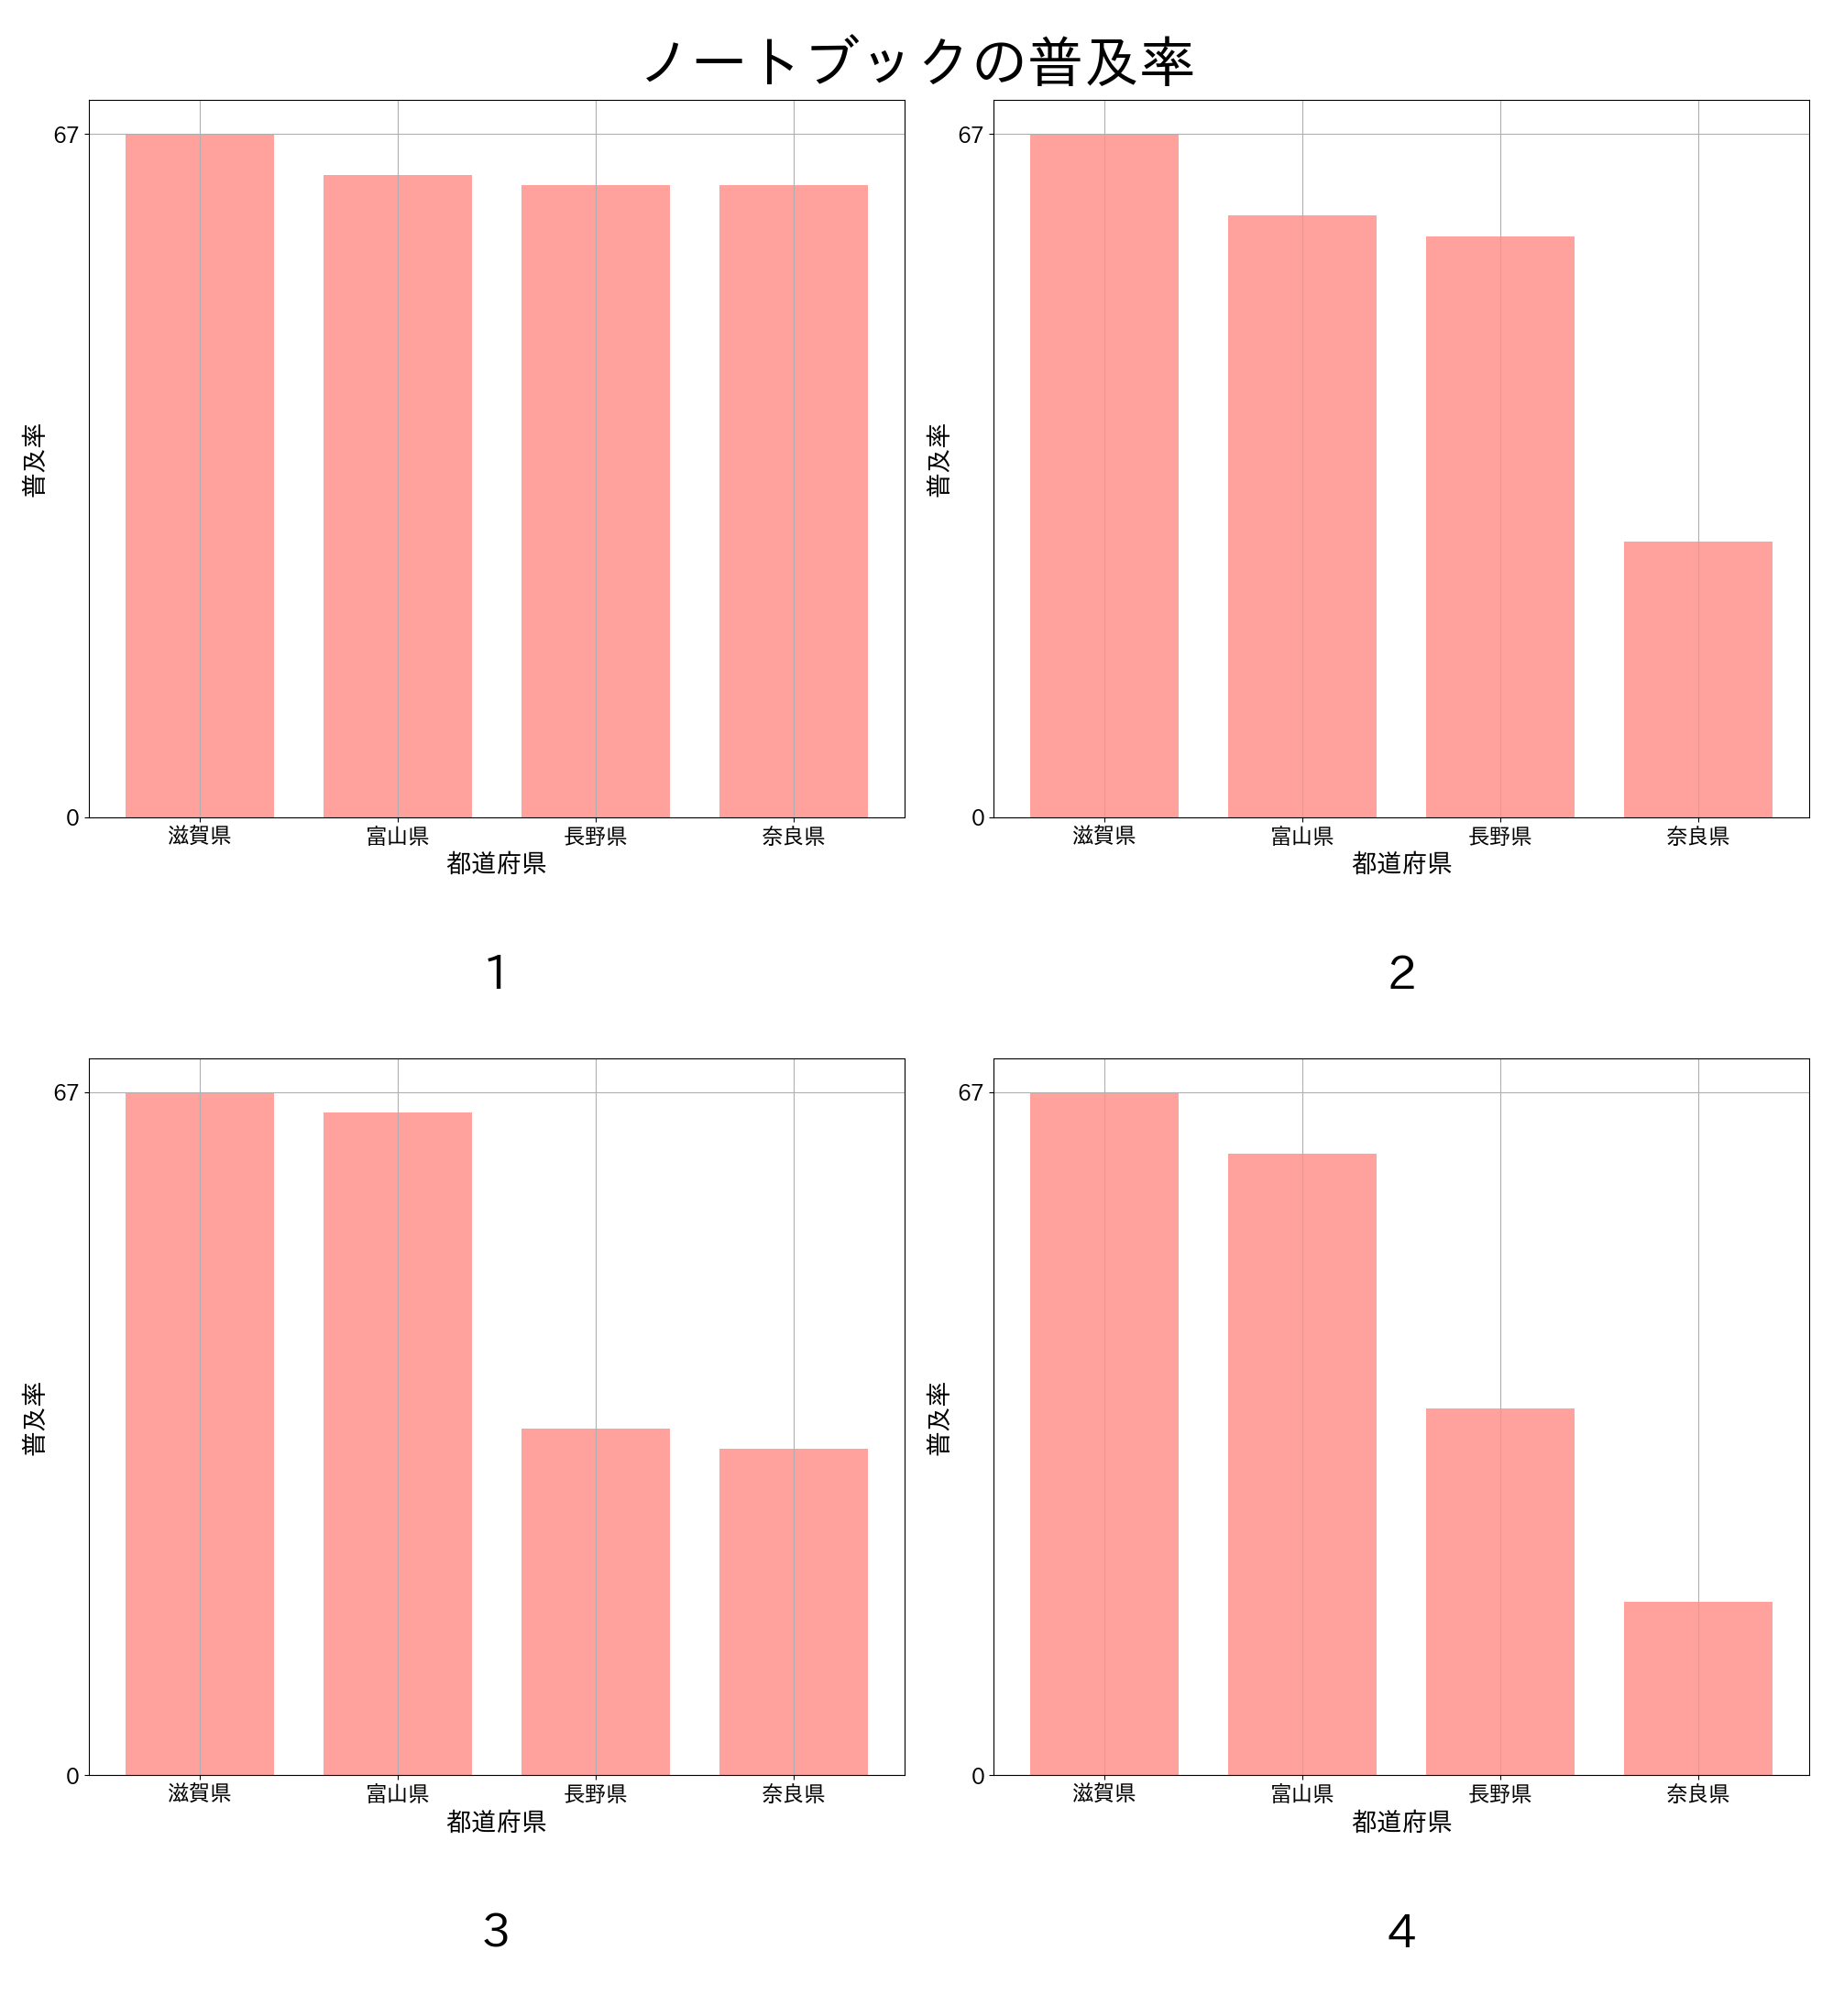 ノートブックの普及率
67
0
普及率
滋賀県 富山県 長野県 奈良県
都道府県
1
67
0
普及率
滋賀県 富山県 長野県 奈良県
都道府県
2
67
0
普及率
滋賀県 富山県 長野県 奈良県
都道府県
3
67
0
普及率
滋賀県 富山県 長野県 奈良県
都道府県
4